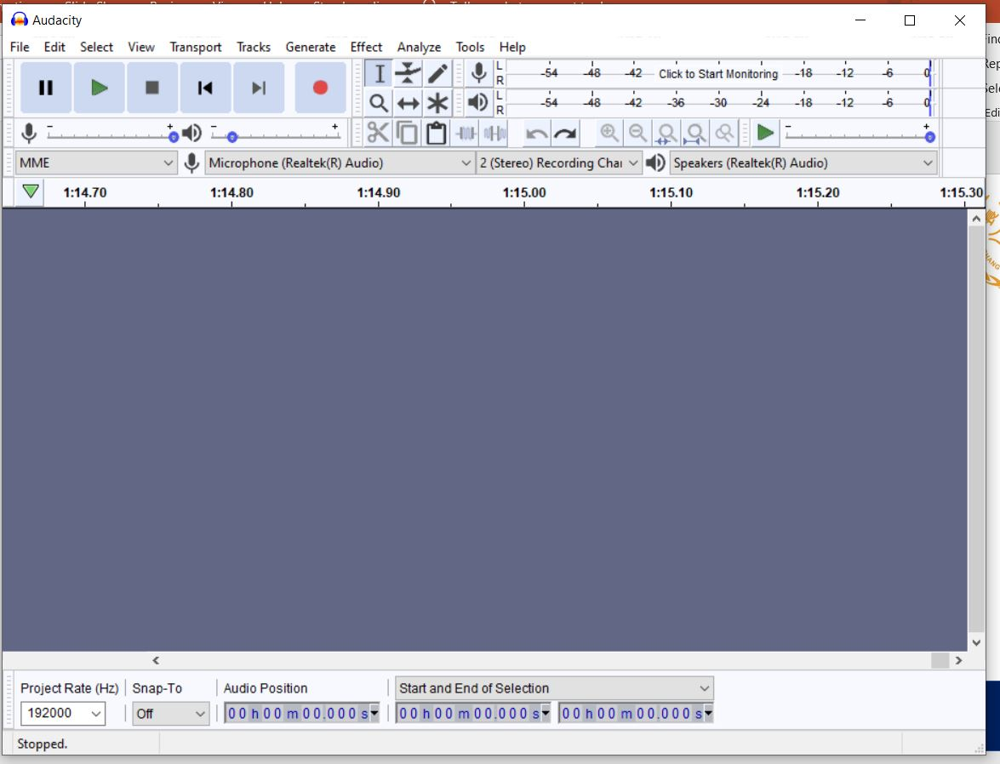 Audacity
File Edit Select View Transport Tracks Generate Effect Analyze Tools Help
L
R
-54 -48 -42 Click to Start Monitoring -18 -12 -6 0
L
R
-54 -48 -42 -36 -30 -24 -18 -12 -6 0
- + - + - +
MME Microphone (Realtek(R) Audio) 2 (Stereo) Recording Chai Speakers (Realtek(R) Audio)
1:14.70 1:14.80 1:14.90 1:15.00 1:15.10 1:15.20 1:15.30
Project Rate (Hz) Snap-To Audio Position Start and End of Selection
192000 Off 00 h 00 m 00.000 s 00 h 00 m 00.000 s 00 h 00 m 00.000 s
Stopped.